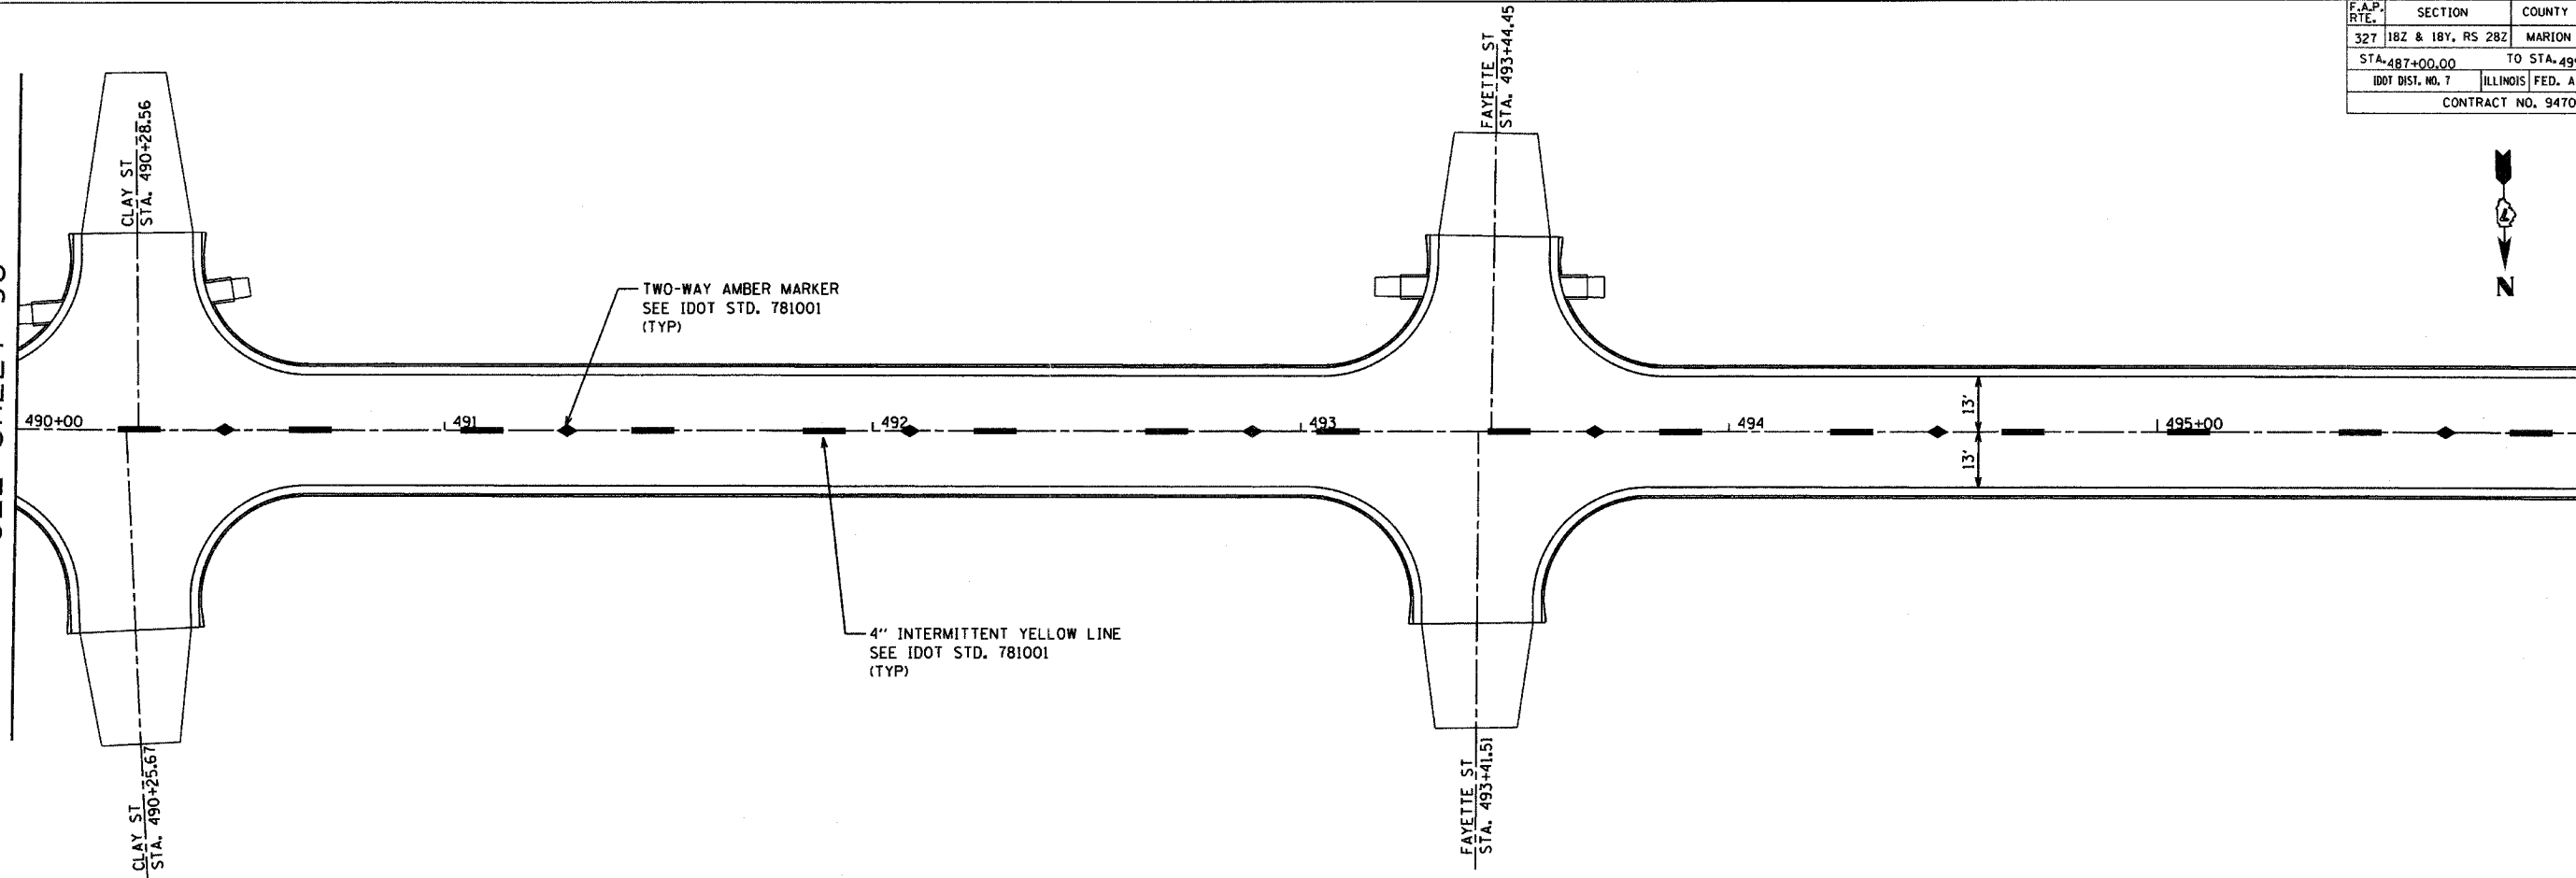 F.A.P. RTE. SECTION COUNTY
327 18Z & 18Y, RS 28Z MARION
STA. 487+00.00 TO STA. 49
IDOT DIST. NO. 7 ILLINOIS FED. A
CONTRACT NO. 9470
CLAY ST
STA. 490+28.56
FAYETTE ST
STA. 493+44.45
N
TWO-WAY AMBER MARKER
SEE IDOT STD. 781001
(TYP)
490+00 491 492 493 494 495+00
13'
13'
4" INTERMITTENT YELLOW LINE
SEE IDOT STD. 781001
(TYP)
CLAY ST
STA. 490+25.67
FAYETTE ST
STA. 493+41.51